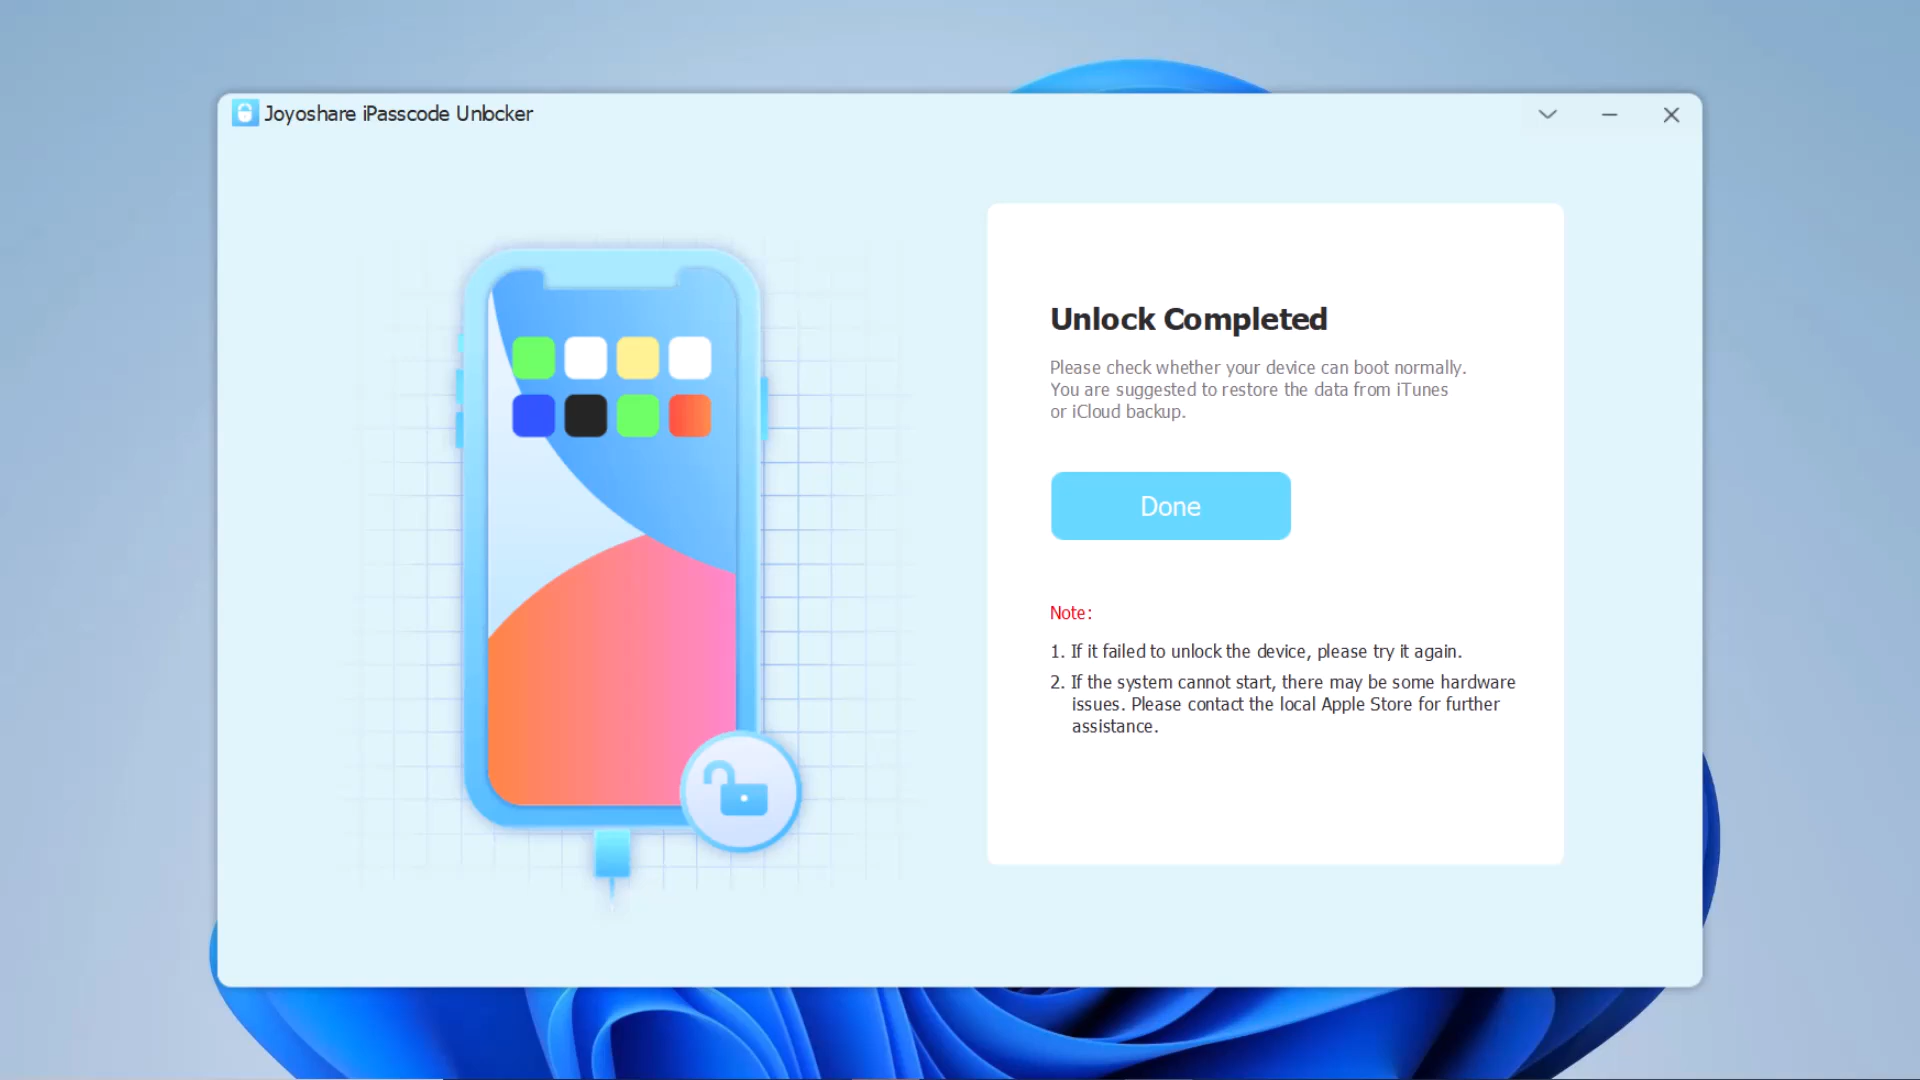 Joyoshare iPasscode Unlocker
Unlock Completed
Please check whether your device can boot normally.
You are suggested to restore the data from iTunes
or iCloud backup.
Done
Note:
1. If it failed to unlock the device, please try it again.
2. If the system cannot start, there may be some hardware
issues. Please contact the local Apple Store for further
assistance.